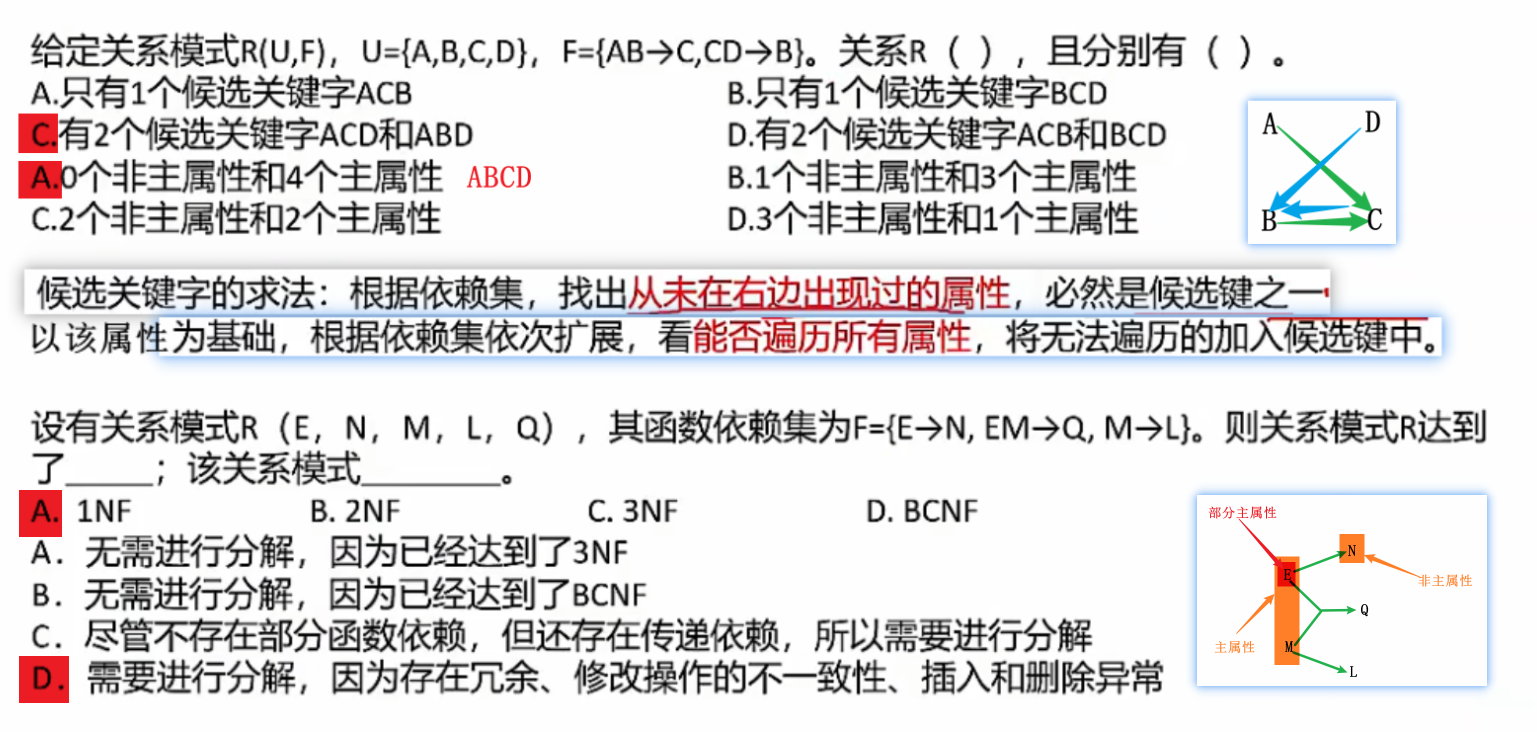 给定关系模式R(U,F)，U={A,B,C,D}，F={AB→C,CD→B}。关系R（ ），且分别有（ ）。
A.只有1个候选关键字ACB
B.只有1个候选关键字BCD
C.有2个候选关键字ACD和ABD
D.有2个候选关键字ACB和BCD
A.0个非主属性和4个主属性 ABCD
B.1个非主属性和3个主属性
C.2个非主属性和2个主属性
D.3个非主属性和1个主属性
A D
B C
候选关键字的求法：根据依赖集，找出从未在右边出现过的属性，必然是候选键之一
以该属性为基础，根据依赖集依次扩展，看能否遍历所有属性，将无法遍历的加入候选键中。
设有关系模式R（E，N，M，L，Q），其函数依赖集为F={E→N, EM→Q, M→L}。则关系模式R达到
了_____；该关系模式________。
A. 1NF B. 2NF C. 3NF D. BCNF
A．无需进行分解，因为已经达到了3NF
B．无需进行分解，因为已经达到了BCNF
C．尽管不存在部分函数依赖，但还存在传递依赖，所以需要进行分解
D．需要进行分解，因为存在冗余、修改操作的不一致性、插入和删除异常
部分主属性
N
E
非主属性
Q
主属性
M
L